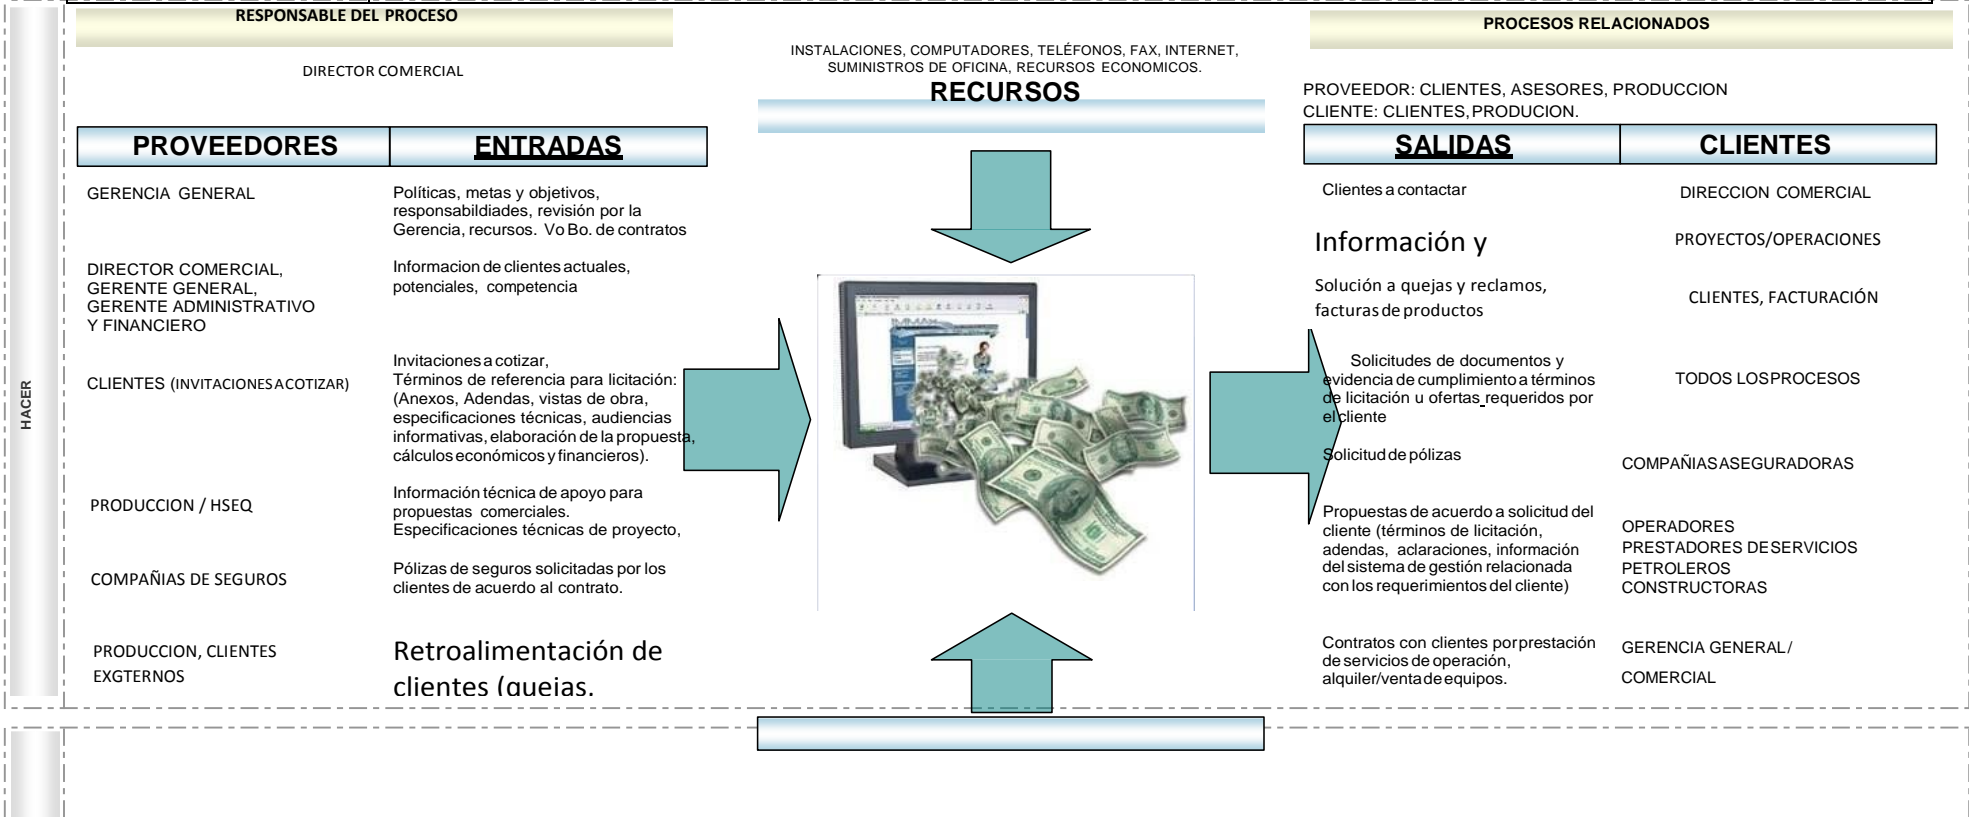 RESPONSABLE DEL PROCESO
DIRECTOR COMERCIAL
INSTALACIONES, COMPUTADORES, TELÉFONOS, FAX, INTERNET,
SUMINISTROS DE OFICINA, RECURSOS ECONOMICOS.
RECURSOS
PROCESOS RELACIONADOS
PROVEEDOR: CLIENTES, ASESORES, PRODUCCION
CLIENTE: CLIENTES, PRODUCION.
HACER
PROVEEDORES
ENTRADAS
GERENCIA GENERAL
Políticas, metas y objetivos,
responsabildiades, revisión por la
Gerencia, recursos. Vo Bo. de contratos
DIRECTOR COMERCIAL,
GERENTE GENERAL,
GERENTE ADMINISTRATIVO
Y FINANCIERO
Informacion de clientes actuales,
potenciales, competencia
CLIENTES (INVITACIONES A COTIZAR)
Invitaciones a cotizar,
Términos de referencia para licitación:
(Anexos, Adendas, vistas de obra,
especificaciones técnicas, audiencias
informativas, elaboración de la propuesta,
cálculos económicos y financieros).
PRODUCCION / HSEQ
Información técnica de apoyo para
propuestas comerciales.
Especificaciones técnicas de proyecto,
COMPAÑIAS DE SEGUROS
Pólizas de seguros solicitadas por los
clientes de acuerdo al contrato.
PRODUCCION, CLIENTES
EXGTERNOS
Retroalimentación de
clientes (quejas,
SALIDAS
CLIENTES
Clientes a contactar
DIRECCION COMERCIAL
Información y
PROYECTOS/OPERACIONES
Solución a quejas y reclamos,
facturas de productos
CLIENTES, FACTURACIÓN
Solicitudes de documentos y
evidencia de cumplimiento a términos
de licitación u ofertas requeridos por
el cliente
TODOS LOS PROCESOS
Solicitud de pólizas
COMPAÑIAS ASEGURADORAS
Propuestas de acuerdo a solicitud del
cliente (términos de licitación,
adendas, aclaraciones, información
del sistema de gestión relacionada
con los requerimientos del cliente)
OPERADORES
PRESTADORES DE SERVICIOS
PETROLEROS
CONSTRUCTORAS
Contratos con clientes por prestación
de servicios de operación,
alquiler/venta de equipos.
GERENCIA GENERAL/
COMERCIAL